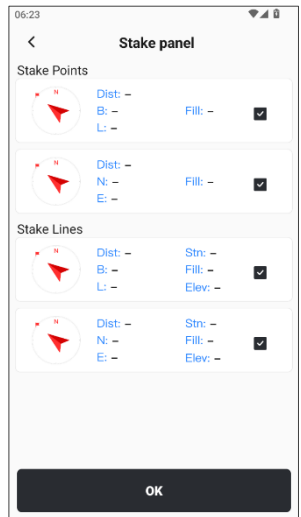 06:23
Stake panel
Stake Points
N
Dist: –
B: –
Fill: –
L: –
N
Dist: –
N: –
Fill: –
E: –
Stake Lines
N
Dist: –
Stn: –
B: –
Fill: –
L: –
Elev: –
N
Dist: –
Stn: –
N: –
Fill: –
E: –
Elev: –
OK